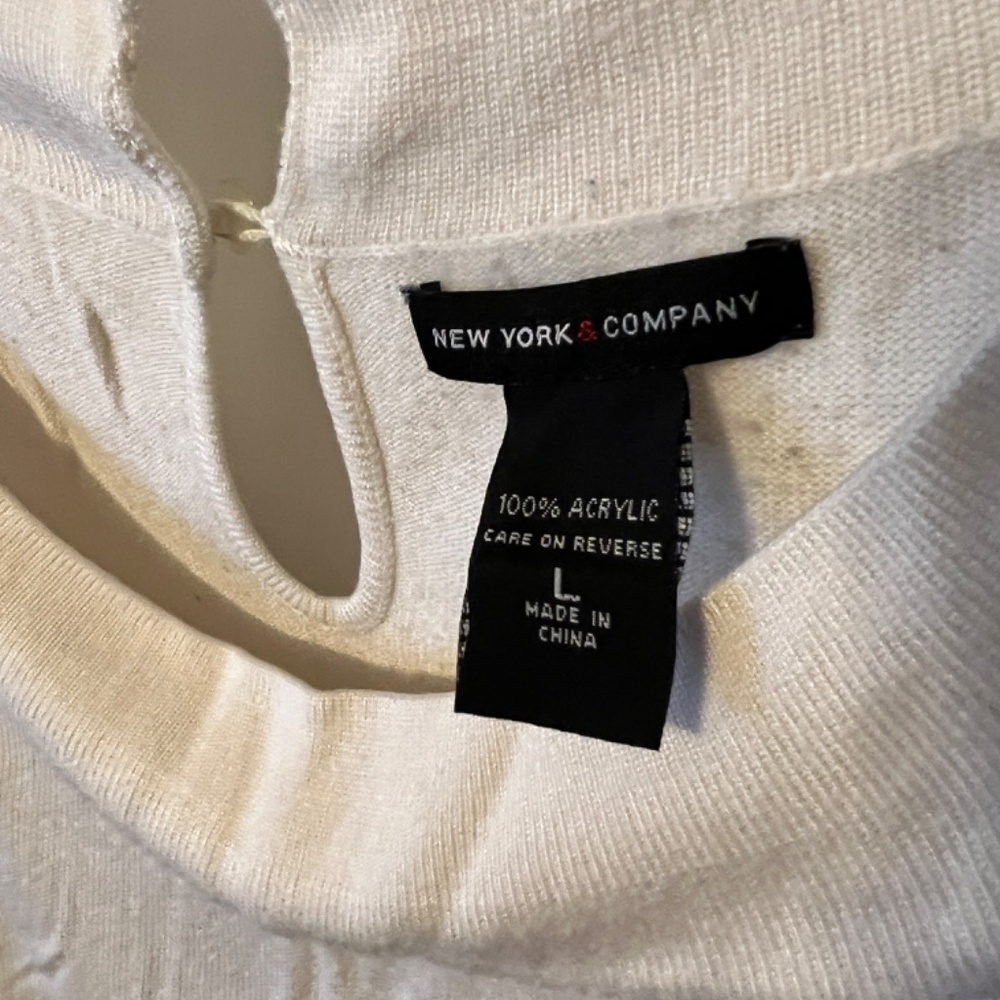 NEW YORK & COMPANY
100% ACRYLIC
CARE ON REVERSE
L
MADE IN
CHINA